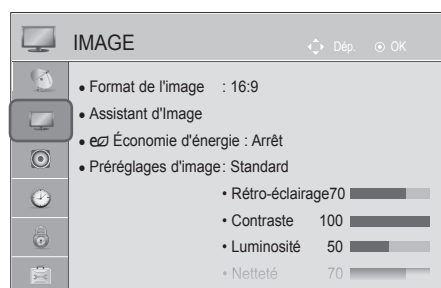 IMAGE Dép. OK
• Format de l'image : 16:9
• Assistant d'Image
• Économie d'énergie : Arrêt
• Préréglages d'image: Standard
• Rétro-éclairage70
• Contraste 100
• Luminosité 50
• Netteté 70